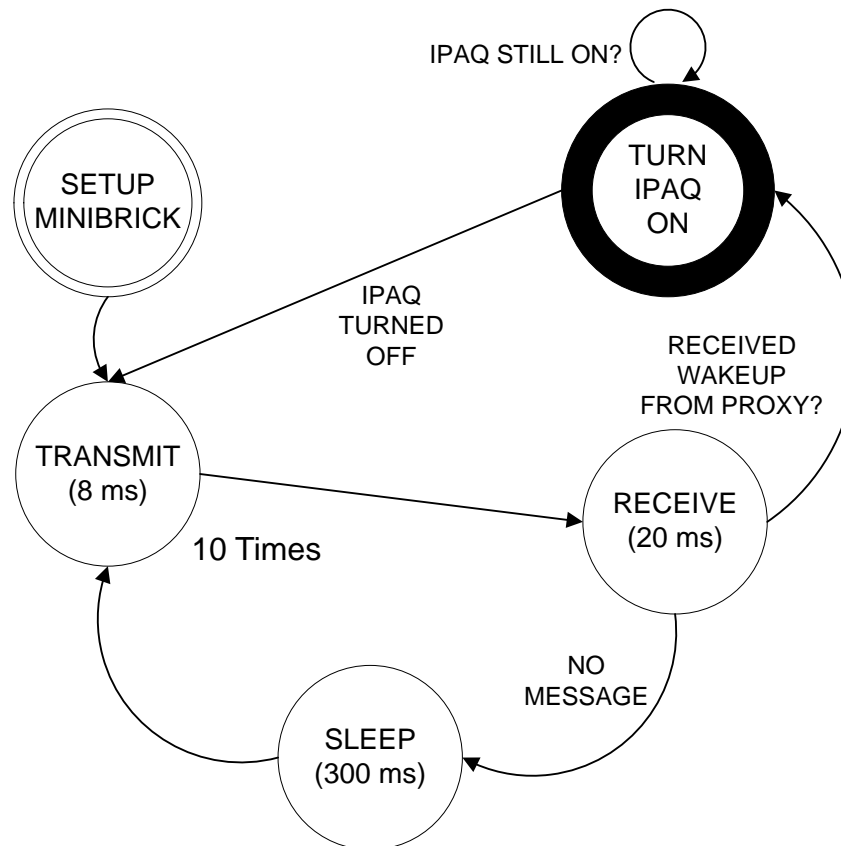 IPAQ STILL ON?
TURN
IPAQ
ON
SETUP
MINIBRICK
IPAQ
TURNED
OFF
RECEIVED
WAKEUP
FROM PROXY?
TRANSMIT
(8 ms)
RECEIVE
(20 ms)
10 Times
NO
MESSAGE
SLEEP
(300 ms)